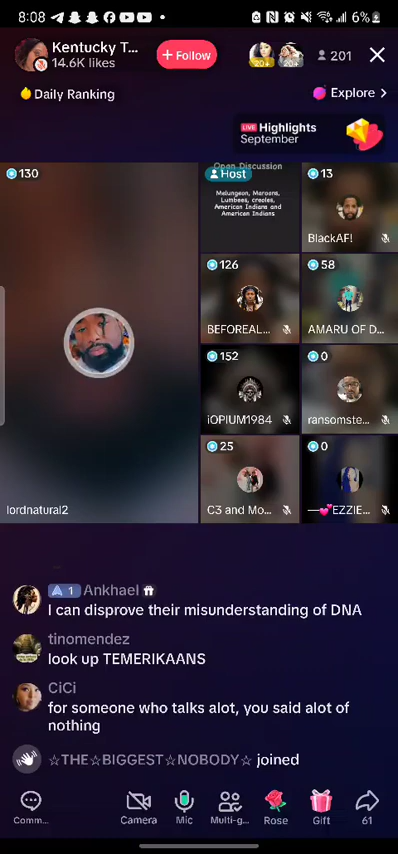 8:08
6%
Kentucky T...
14.6K likes
+ Follow
20+
20+
201
Daily Ranking
Explore >
LIVE Highlights
September
130
Open Discussion
Host
Melungeon, Maroons,
Lumbees, creoles,
American Indians and
American Indians
13
BlackAF!
126
BEFOREAL...
58
AMARU OF D...
152
iOPIUM1984
0
ransomste...
lordnatural2
25
C3 and Mo...
0
—💕EZZIE...
A 1 Ankhael
I can disprove their misunderstanding of DNA
tinomendez
look up TEMERIKAANS
CiCi
for someone who talks alot, you said alot of
nothing
☆THE☆BIGGEST☆NOBODY☆ joined
Comm...
Camera
Mic
Multi-g...
Rose
Gift
61